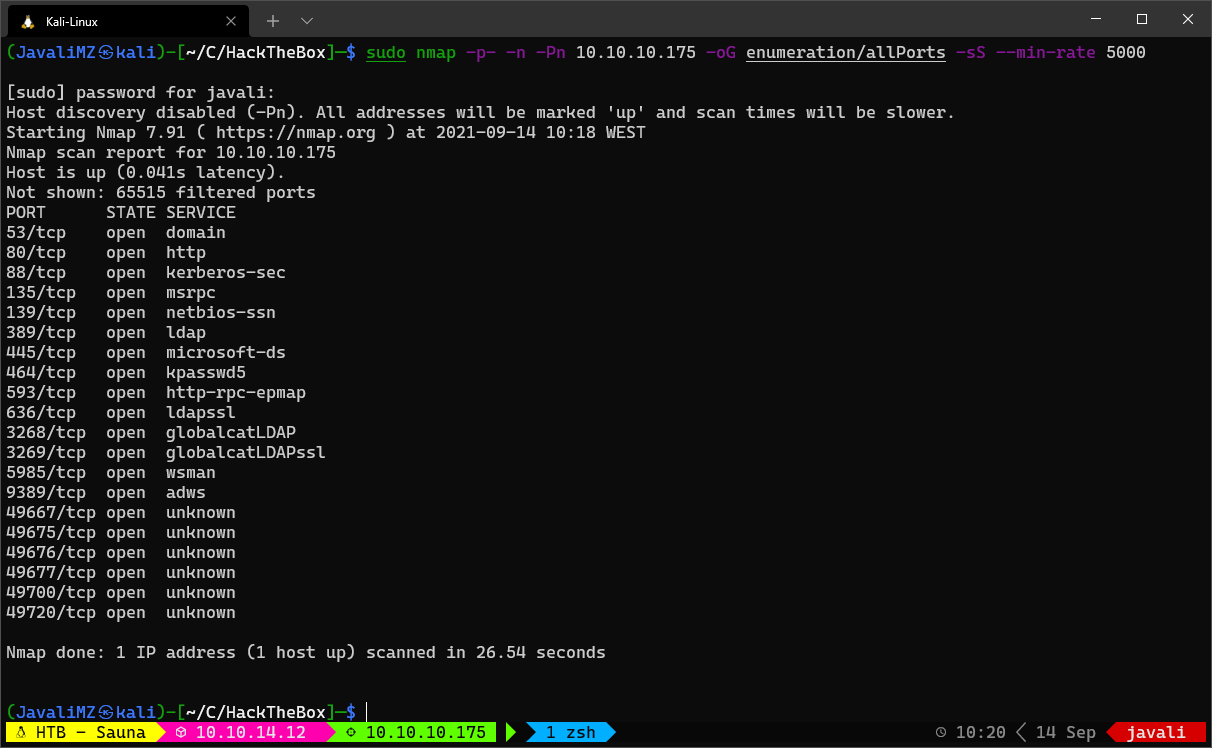 Kali-Linux
(JavaliMZ㉿kali)-[~/C/HackTheBox]-$ sudo nmap -p- -n -Pn 10.10.10.175 -oG enumeration/allPorts -sS --min-rate 5000
[sudo] password for javali:
Host discovery disabled (-Pn). All addresses will be marked 'up' and scan times will be slower.
Starting Nmap 7.91 ( https://nmap.org ) at 2021-09-14 10:18 WEST
Nmap scan report for 10.10.10.175
Host is up (0.041s latency).
Not shown: 65515 filtered ports
PORT      STATE SERVICE
53/tcp    open  domain
80/tcp    open  http
88/tcp    open  kerberos-sec
135/tcp   open  msrpc
139/tcp   open  netbios-ssn
389/tcp   open  ldap
445/tcp   open  microsoft-ds
464/tcp   open  kpasswd5
593/tcp   open  http-rpc-epmap
636/tcp   open  ldapssl
3268/tcp  open  globalcatLDAP
3269/tcp  open  globalcatLDAPssl
5985/tcp  open  wsman
9389/tcp  open  adws
49667/tcp open  unknown
49675/tcp open  unknown
49676/tcp open  unknown
49677/tcp open  unknown
49700/tcp open  unknown
49720/tcp open  unknown
Nmap done: 1 IP address (1 host up) scanned in 26.54 seconds
(JavaliMZ㉿kali)-[~/C/HackTheBox]-$
HTB - Sauna 10.10.14.12 10.10.10.175 1 zsh 10:20 14 Sep javali